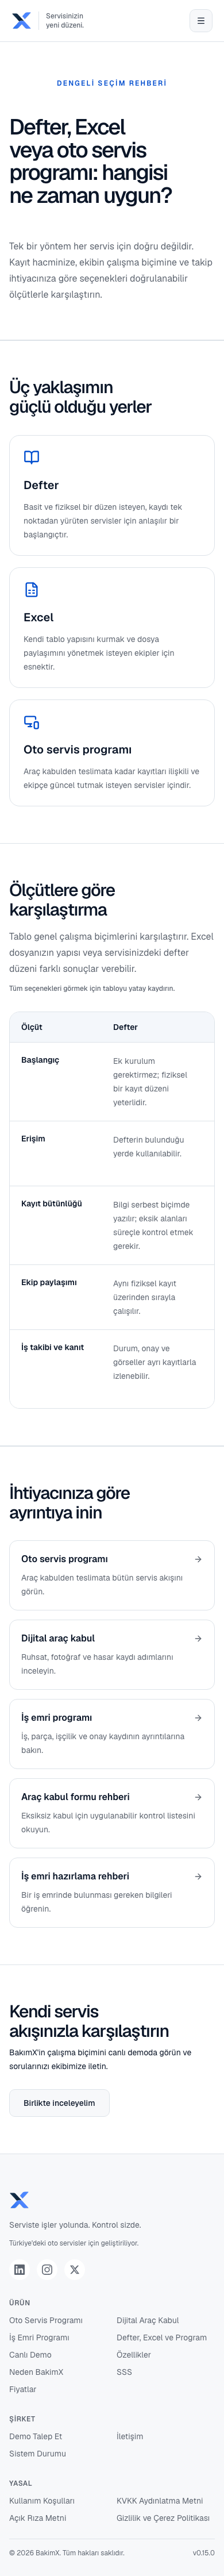 Servisinizin
yeni düzeni.
DENGELİ SEÇİM REHBERİ
Defter, Excel
veya oto servis
programı: hangisi
ne zaman uygun?
Tek bir yöntem her servis için doğru değildir.
Kayıt hacminize, ekibin çalışma biçimine ve takip
ihtiyacınıza göre seçenekleri doğrulanabilir
ölçütlerle karşılaştırın.
Üç yaklaşımın
güçlü olduğu yerler
Defter
Basit ve fiziksel bir düzen isteyen, kaydı tek
noktadan yürüten servisler için anlaşılır bir
başlangıçtır.
Excel
Kendi tablo yapısını kurmak ve dosya
paylaşımını yönetmek isteyen ekipler için
esnektir.
Oto servis programı
Araç kabulden teslimata kadar kayıtları ilişkili ve
ekipçe güncel tutmak isteyen servisler içindir.
Ölçütlere göre
karşılaştırma
Tablo genel çalışma biçimlerini karşılaştırır. Excel
dosyanızın yapısı veya servisinizdeki defter
düzeni farklı sonuçlar verebilir.
Tüm seçenekleri görmek için tabloyu yatay kaydırın.
Ölçüt Defter
Başlangıç Ek kurulum
gerektirmez; fiziksel
bir kayıt düzeni
yeterlidir.
Erişim Defterin bulunduğu
yerde kullanılabilir.
Kayıt bütünlüğü Bilgi serbest biçimde
yazılır; eksik alanları
süreçle kontrol etmek
gerekir.
Ekip paylaşımı Aynı fiziksel kayıt
üzerinden sırayla
çalışılır.
İş takibi ve kanıt Durum, onay ve
görseller ayrı kayıtlarla
izlenebilir.
İhtiyacınıza göre
ayrıntıya inin
Oto servis programı →
Araç kabulden teslimata bütün servis akışını
görün.
Dijital araç kabul →
Ruhsat, fotoğraf ve hasar kaydı adımlarını
inceleyin.
İş emri programı →
İş, parça, işçilik ve onay kaydının ayrıntılarına
bakın.
Araç kabul formu rehberi →
Eksiksiz kabul için uygulanabilir kontrol listesini
okuyun.
İş emri hazırlama rehberi →
Bir iş emrinde bulunması gereken bilgileri
öğrenin.
Kendi servis
akışınızla karşılaştırın
BakımX'in çalışma biçimini canlı demoda görün ve
sorularınızı ekibimize iletin.
Birlikte inceleyelim
Serviste işler yolunda. Kontrol sizde.
Türkiye'deki oto servisler için geliştiriliyor.
ÜRÜN
Oto Servis Programı Dijital Araç Kabul
İş Emri Programı Defter, Excel ve Program
Canlı Demo Özellikler
Neden BakımX SSS
Fiyatlar
ŞİRKET
Demo Talep Et İletişim
Sistem Durumu
YASAL
Kullanım Koşulları KVKK Aydınlatma Metni
Açık Rıza Metni Gizlilik ve Çerez Politikası
© 2026 BakımX. Tüm hakları saklıdır. v0.15.0